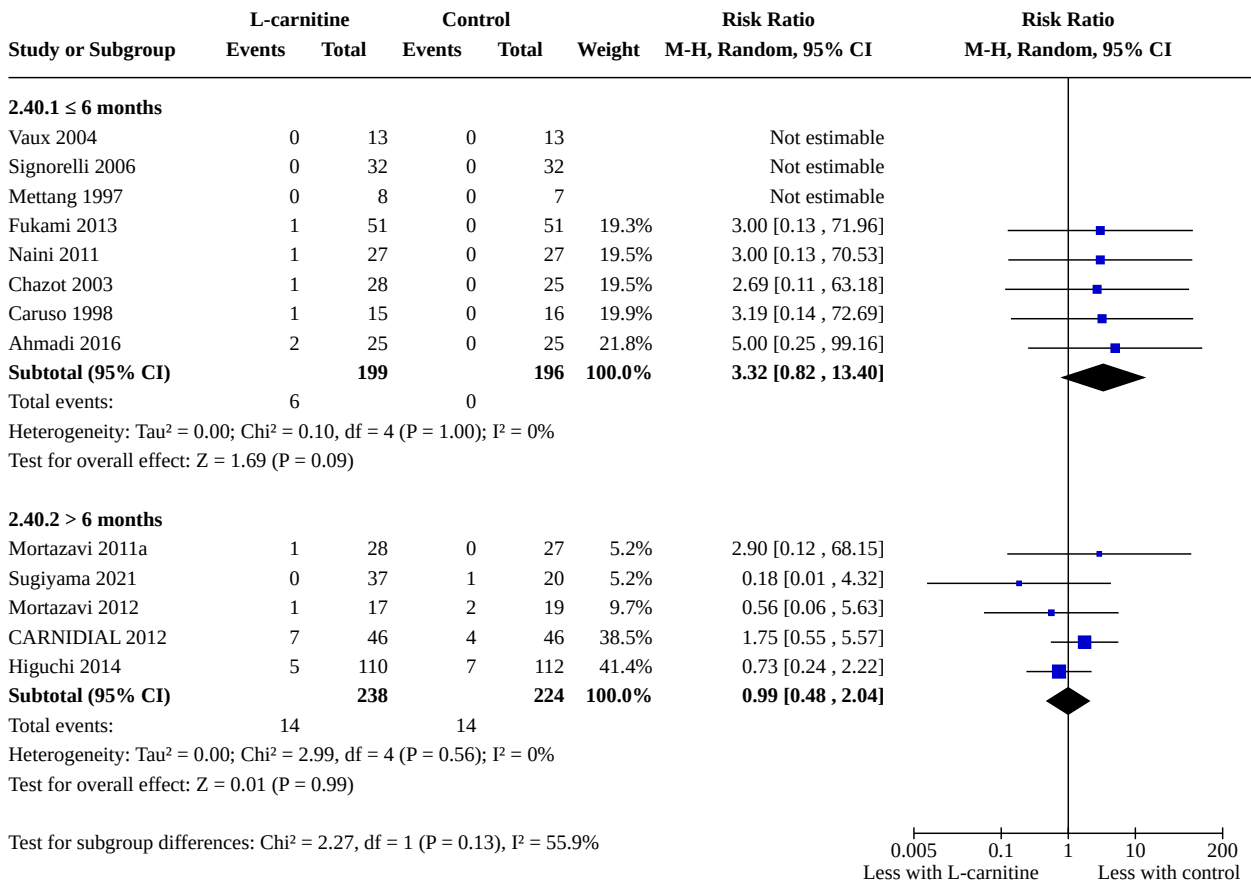 L-carnitine Control Risk Ratio Risk Ratio
Study or Subgroup Events Total Events Total Weight M-H, Random, 95% CI M-H, Random, 95% CI
2.40.1 ≤ 6 months
Vaux 2004 0 13 0 13 Not estimable
Signorelli 2006 0 32 0 32 Not estimable
Mettang 1997 0 8 0 7 Not estimable
Fukami 2013 1 51 0 51 19.3% 3.00 [0.13 , 71.96]
Naini 2011 1 27 0 27 19.5% 3.00 [0.13 , 70.53]
Chazot 2003 1 28 0 25 19.5% 2.69 [0.11 , 63.18]
Caruso 1998 1 15 0 16 19.9% 3.19 [0.14 , 72.69]
Ahmadi 2016 2 25 0 25 21.8% 5.00 [0.25 , 99.16]
Subtotal (95% CI) 199 196 100.0% 3.32 [0.82 , 13.40]
Total events: 6 0
Heterogeneity: Tau² = 0.00; Chi² = 0.10, df = 4 (P = 1.00); I² = 0%
Test for overall effect: Z = 1.69 (P = 0.09)
2.40.2 > 6 months
Mortazavi 2011a 1 28 0 27 5.2% 2.90 [0.12 , 68.15]
Sugiyama 2021 0 37 1 20 5.2% 0.18 [0.01 , 4.32]
Mortazavi 2012 1 17 2 19 9.7% 0.56 [0.06 , 5.63]
CARNIDIAL 2012 7 46 4 46 38.5% 1.75 [0.55 , 5.57]
Higuchi 2014 5 110 7 112 41.4% 0.73 [0.24 , 2.22]
Subtotal (95% CI) 238 224 100.0% 0.99 [0.48 , 2.04]
Total events: 14 14
Heterogeneity: Tau² = 0.00; Chi² = 2.99, df = 4 (P = 0.56); I² = 0%
Test for overall effect: Z = 0.01 (P = 0.99)
Test for subgroup differences: Chi² = 2.27, df = 1 (P = 0.13), I² = 55.9%
0.005 0.1 1 10 200
Less with L-carnitine Less with control